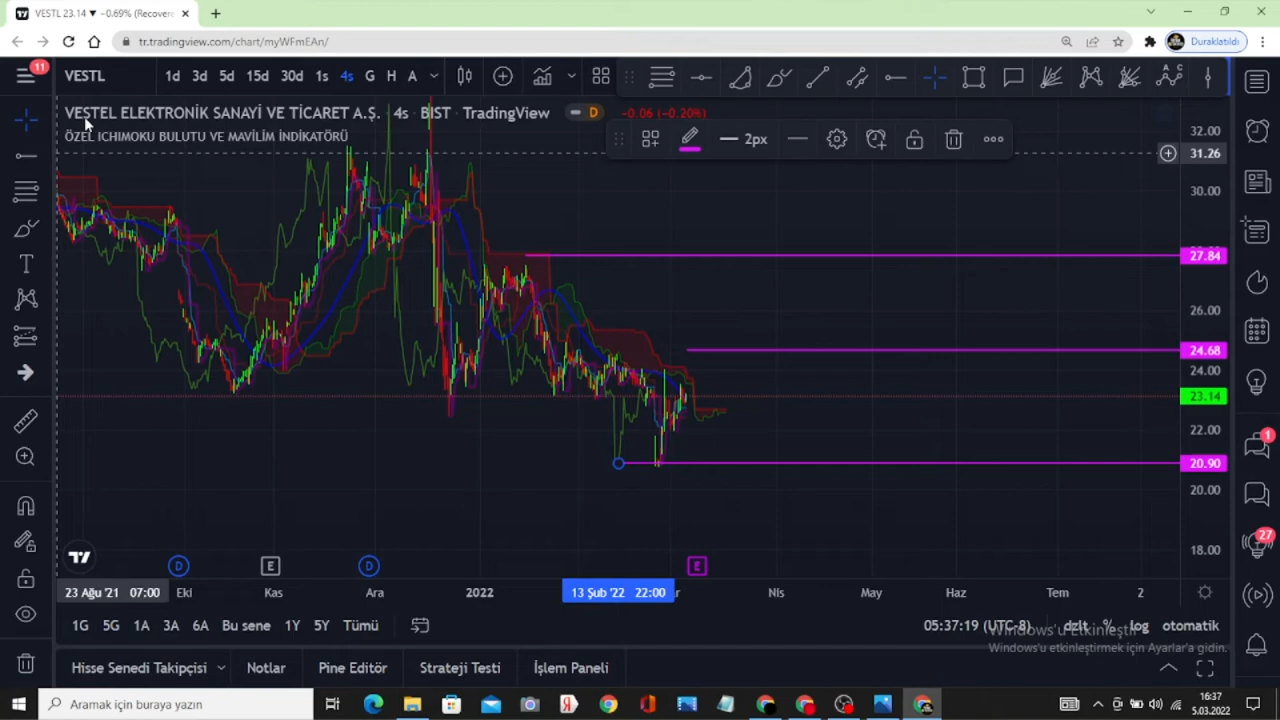 VESTL 23.14 ▼ −0.69% (Recovere
tr.tradingview.com/chart/myWFmEAn/
Duraklatıldı
11
VESTL
1d 3d 5d 15d 30d 1s 4s G H A
VESTEL ELEKTRONİK SANAYİ VE TİCARET A.Ş. · 4s · BIST · TradingView
D
−0.06 (−0.20%)
ÖZEL ICHIMOKU BULUTU VE MAVİLİM İNDİKATÖRÜ
2px
32.00
31.26
30.00
27.84
26.00
24.68
24.00
23.14
22.00
20.90
20.00
18.00
1
27
D E D E
23 Ağu '21 07:00 Eki Kas Ara 2022 13 Şub '22 22:00 Nis May Haz Tem 2
1G 5G 1A 3A 6A Bu sene 1Y 5Y Tümü
05:37:19 (UTC-8) dzlt % log otomatik
Windows'u Etkinleştir
Windows'u etkinleştirmek için Ayarlar'a gidin.
Hisse Senedi Takipçisi Notlar Pine Editör Strateji Testi İşlem Paneli
Aramak için buraya yazın
16:37
5.03.2022